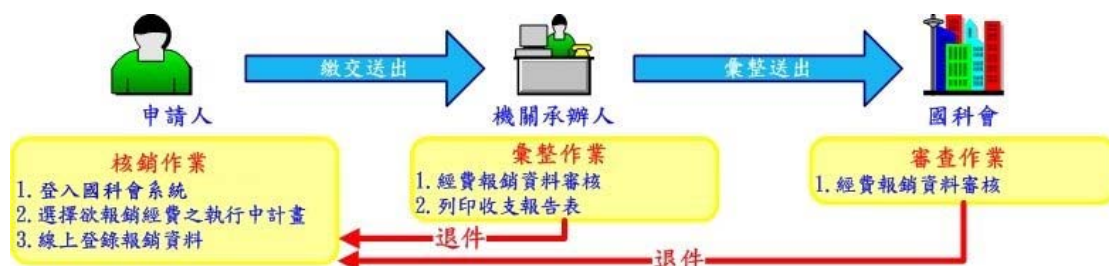 繳交送出
彙整送出
申請人
機關承辦人
國科會
核銷作業
1. 登入國科會系統
2. 選擇欲報銷經費之執行中計畫
3. 線上登錄報銷資料
彙整作業
1. 經費報銷資料審核
2. 列印收支報告表
審查作業
1. 經費報銷資料審核
退件
退件